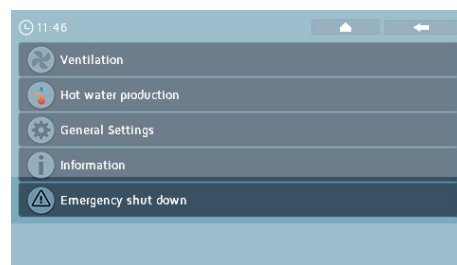 11:46
Ventilation
Hot water production
General Settings
Information
Emergency shut down